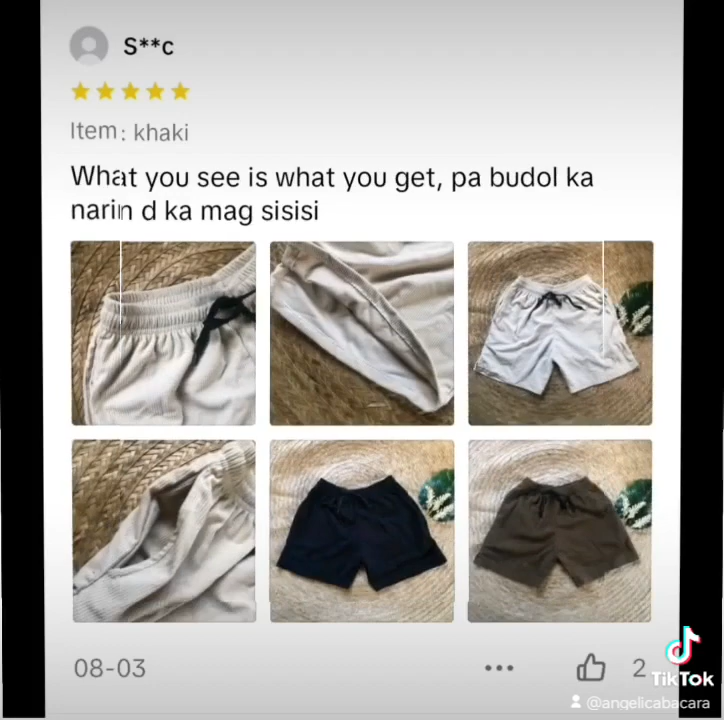 S**c
Item: khaki
What you see is what you get, pa budol ka
narin d ka mag sisisi
08-03
2
TikTok
@angelicabacara